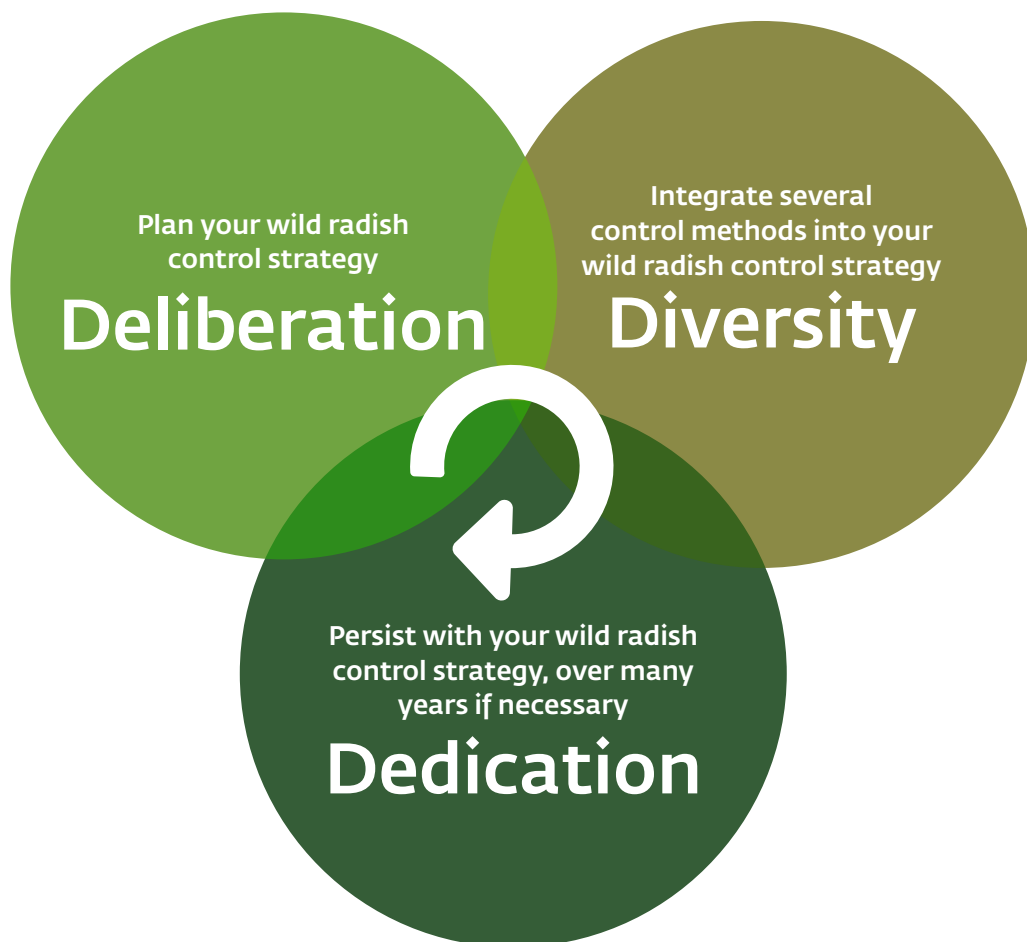 Plan your wild radish
control strategy
Deliberation
Integrate several
control methods into your
wild radish control strategy
Diversity
Persist with your wild radish
control strategy, over many
years if necessary
Dedication